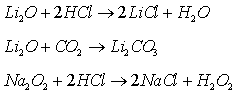 Li₂O + 2HCl → 2LiCl + H₂O
Li₂O + CO₂ → Li₂CO₃
Na₂O₂ + 2HCl → 2NaCl + H₂O₂